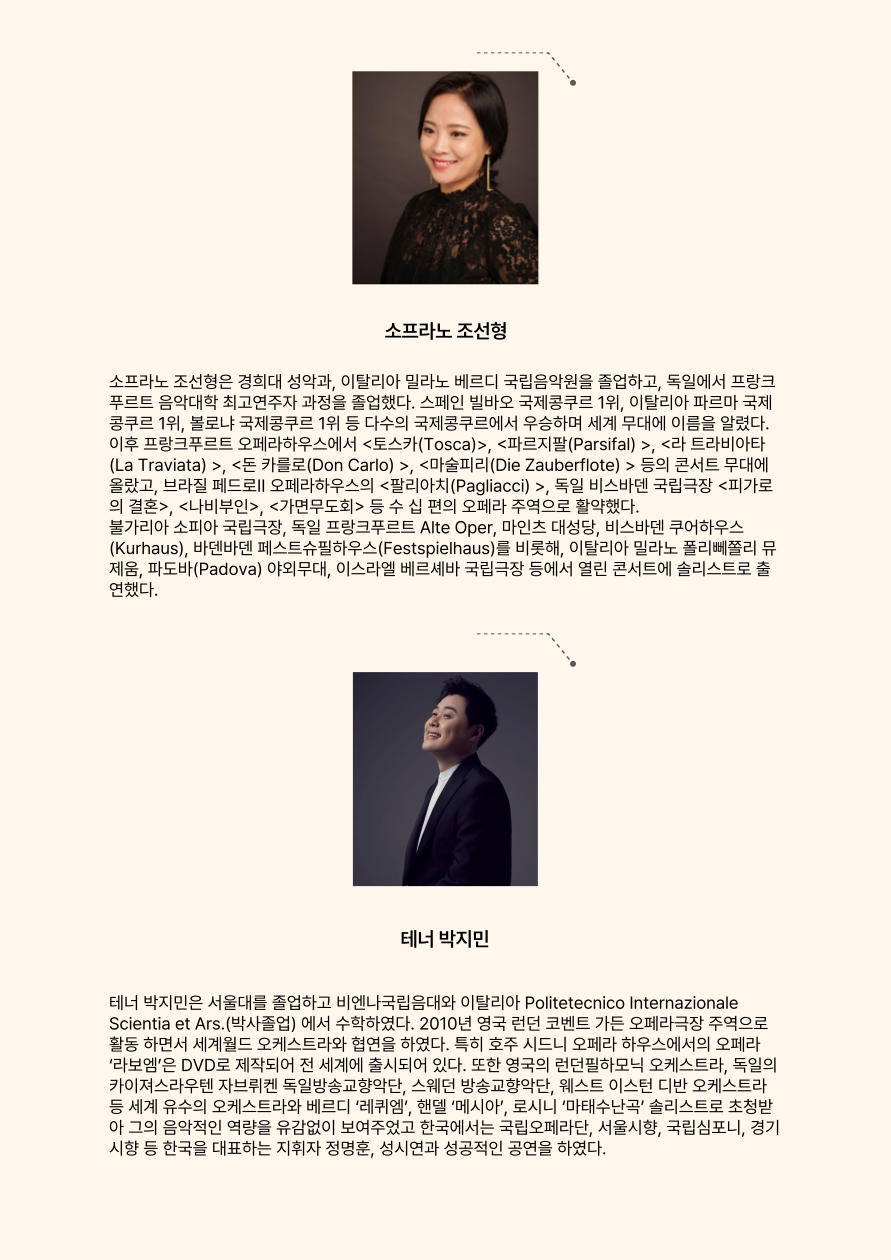 소프라노 조선형
소프라노 조선형은 경희대 성악과, 이탈리아 밀라노 베르디 국립음악원을 졸업하고, 독일에서 프랑크
푸르트 음악대학 최고연주자 과정을 졸업했다. 스페인 빌바오 국제콩쿠르 1위, 이탈리아 파르마 국제
콩쿠르 1위, 볼로냐 국제콩쿠르 1위 등 다수의 국제콩쿠르에서 우승하며 세계 무대에 이름을 알렸다.
이후 프랑크푸르트 오페라하우스에서 <토스카(Tosca)>, <파르지팔(Parsifal) >, <라 트라비아타
(La Traviata) >, <돈 카를로(Don Carlo) >, <마술피리(Die Zauberflote) > 등의 콘서트 무대에
올랐고, 브라질 페드로II 오페라하우스의 <팔리아치(Pagliacci) >, 독일 비스바덴 국립극장 <피가로
의 결혼>, <나비부인>, <가면무도회> 등 수 십 편의 오페라 주역으로 활약했다.
불가리아 소피아 국립극장, 독일 프랑크푸르트 Alte Oper, 마인츠 대성당, 비스바덴 쿠어하우스
(Kurhaus), 바덴바덴 페스트슈필하우스(Festspielhaus)를 비롯해, 이탈리아 밀라노 폴리뻬쫄리 뮤
제움, 파도바(Padova) 야외무대, 이스라엘 베르셰바 국립극장 등에서 열린 콘서트에 솔리스트로 출
연했다.
테너 박지민
테너 박지민은 서울대를 졸업하고 비엔나국립음대와 이탈리아 Politetecnico Internazionale
Scientia et Ars.(박사졸업) 에서 수학하였다. 2010년 영국 런던 코벤트 가든 오페라극장 주역으로
활동 하면서 세계월드 오케스트라와 협연을 하였다. 특히 호주 시드니 오페라 하우스에서의 오페라
‘라보엠’은 DVD로 제작되어 전 세계에 출시되어 있다. 또한 영국의 런던필하모닉 오케스트라, 독일의
카이져스라우텐 자브뤼켄 독일방송교향악단, 스웨던 방송교향악단, 웨스트 이스턴 디반 오케스트라
등 세계 유수의 오케스트라와 베르디 ‘레퀴엠’, 핸델 ‘메시아’, 로시니 ‘마태수난곡’ 솔리스트로 초청받
아 그의 음악적인 역량을 유감없이 보여주었고 한국에서는 국립오페라단, 서울시향, 국립심포니, 경기
시향 등 한국을 대표하는 지휘자 정명훈, 성시연과 성공적인 공연을 하였다.